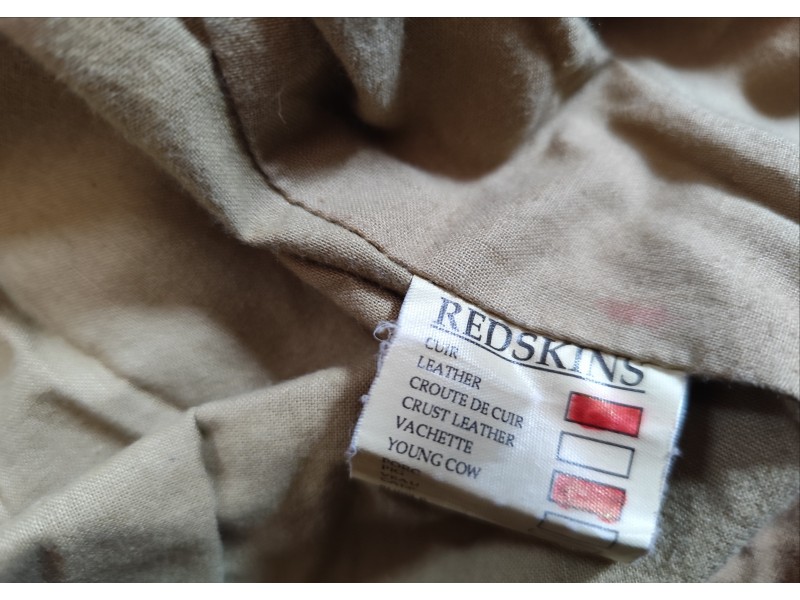 REDSKINS
CUIR
LEATHER
CROUTE DE CUIR
CRUST LEATHER
VACHETTE
YOUNG COW